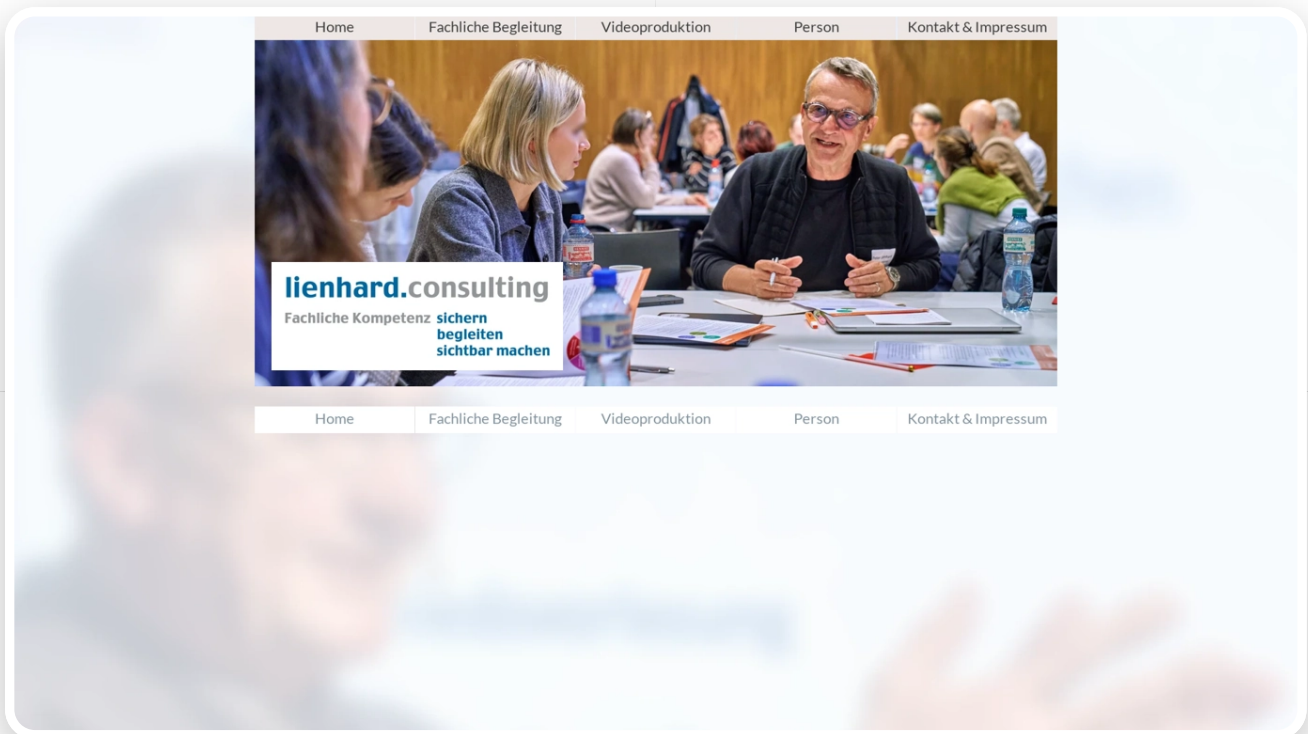 Home Fachliche Begleitung Videoproduktion Person Kontakt & Impressum
lienhard.consulting
Fachliche Kompetenz sichern
begleiten
sichtbar machen
Home Fachliche Begleitung Videoproduktion Person Kontakt & Impressum